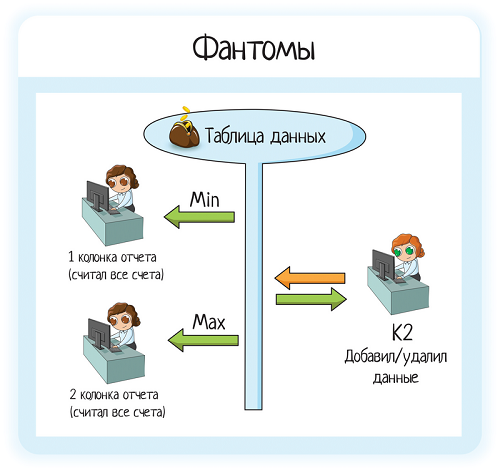 Фантомы
Таблица данных
Min
1 колонка отчета
(считал все счета)
Max
2 колонка отчета
(считал все счета)
К2
Добавил/удалил
данные